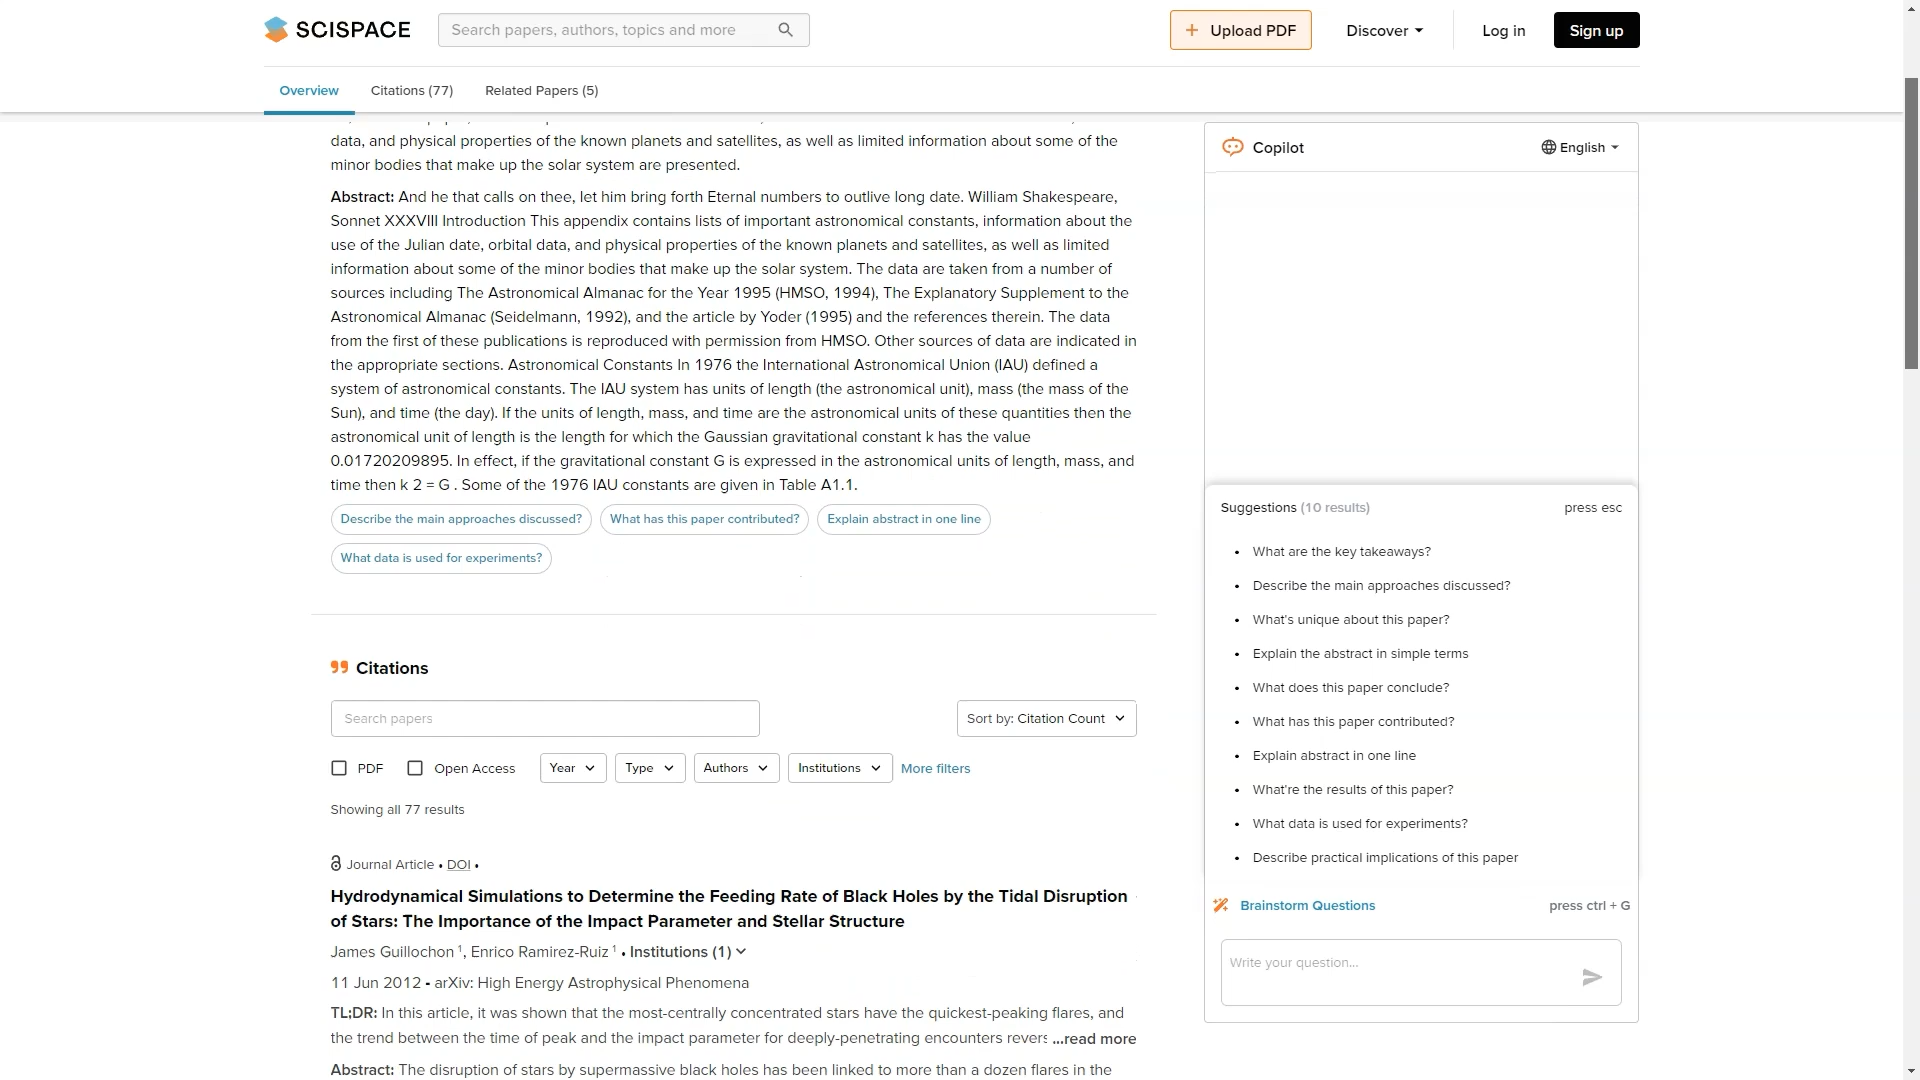 SCISPACE
Search papers, authors, topics and more
+ Upload PDF
Discover
Log in
Sign up
Overview
Citations (77)
Related Papers (5)
data, and physical properties of the known planets and satellites, as well as limited information about some of the
minor bodies that make up the solar system are presented.
Abstract: And he that calls on thee, let him bring forth Eternal numbers to outlive long date. William Shakespeare,
Sonnet XXXVIII Introduction This appendix contains lists of important astronomical constants, information about the
use of the Julian date, orbital data, and physical properties of the known planets and satellites, as well as limited
information about some of the minor bodies that make up the solar system. The data are taken from a number of
sources including The Astronomical Almanac for the Year 1995 (HMSO, 1994), The Explanatory Supplement to the
Astronomical Almanac (Seidelmann, 1992), and the article by Yoder (1995) and the references therein. The data
from the first of these publications is reproduced with permission from HMSO. Other sources of data are indicated in
the appropriate sections. Astronomical Constants In 1976 the International Astronomical Union (IAU) defined a
system of astronomical constants. The IAU system has units of length (the astronomical unit), mass (the mass of the
Sun), and time (the day). If the units of length, mass, and time are the astronomical units of these quantities then the
astronomical unit of length is the length for which the Gaussian gravitational constant k has the value
0.01720209895. In effect, if the gravitational constant G is expressed in the astronomical units of length, mass, and
time then k 2 = G . Some of the 1976 IAU constants are given in Table A1.1.
Describe the main approaches discussed?
What has this paper contributed?
Explain abstract in one line
What data is used for experiments?
Citations
Search papers
Sort by: Citation Count
PDF
Open Access
Year
Type
Authors
Institutions
More filters
Showing all 77 results
Journal Article • DOI •
Hydrodynamical Simulations to Determine the Feeding Rate of Black Holes by the Tidal Disruption
of Stars: The Importance of the Impact Parameter and Stellar Structure
James Guillochon 1, Enrico Ramirez-Ruiz 1 • Institutions (1)
11 Jun 2012 - arXiv: High Energy Astrophysical Phenomena
TL;DR: In this article, it was shown that the most-centrally concentrated stars have the quickest-peaking flares, and
the trend between the time of peak and the impact parameter for deeply-penetrating encounters revers ...read more
Abstract: The disruption of stars by supermassive black holes has been linked to more than a dozen flares in the
Copilot
English
Suggestions (10 results)
press esc
• What are the key takeaways?
• Describe the main approaches discussed?
• What's unique about this paper?
• Explain the abstract in simple terms
• What does this paper conclude?
• What has this paper contributed?
• Explain abstract in one line
• What're the results of this paper?
• What data is used for experiments?
• Describe practical implications of this paper
Brainstorm Questions
press ctrl + G
Write your question...